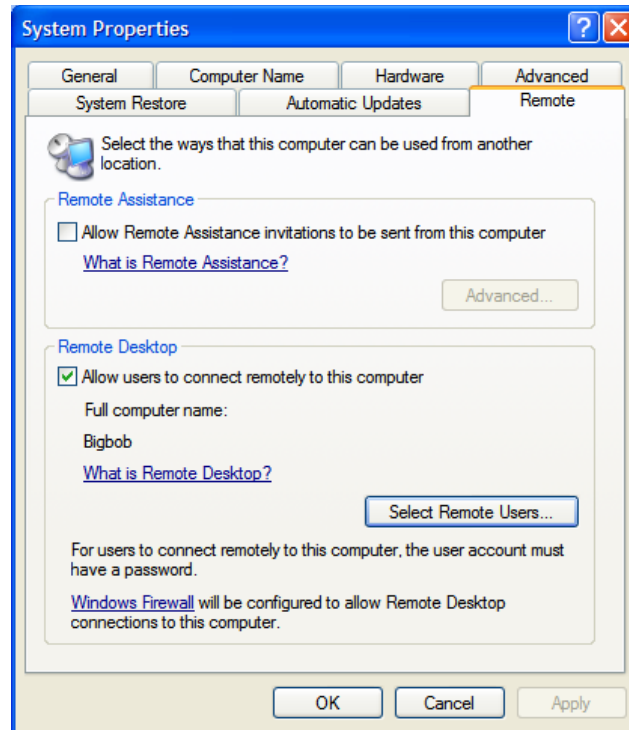 System Properties
General
Computer Name
Hardware
Advanced
System Restore
Automatic Updates
Remote
Select the ways that this computer can be used from another
location.
Remote Assistance
Allow Remote Assistance invitations to be sent from this computer
What is Remote Assistance?
Advanced...
Remote Desktop
Allow users to connect remotely to this computer
Full computer name:
Bigbob
What is Remote Desktop?
Select Remote Users...
For users to connect remotely to this computer, the user account must
have a password.
Windows Firewall will be configured to allow Remote Desktop
connections to this computer.
OK
Cancel
Apply